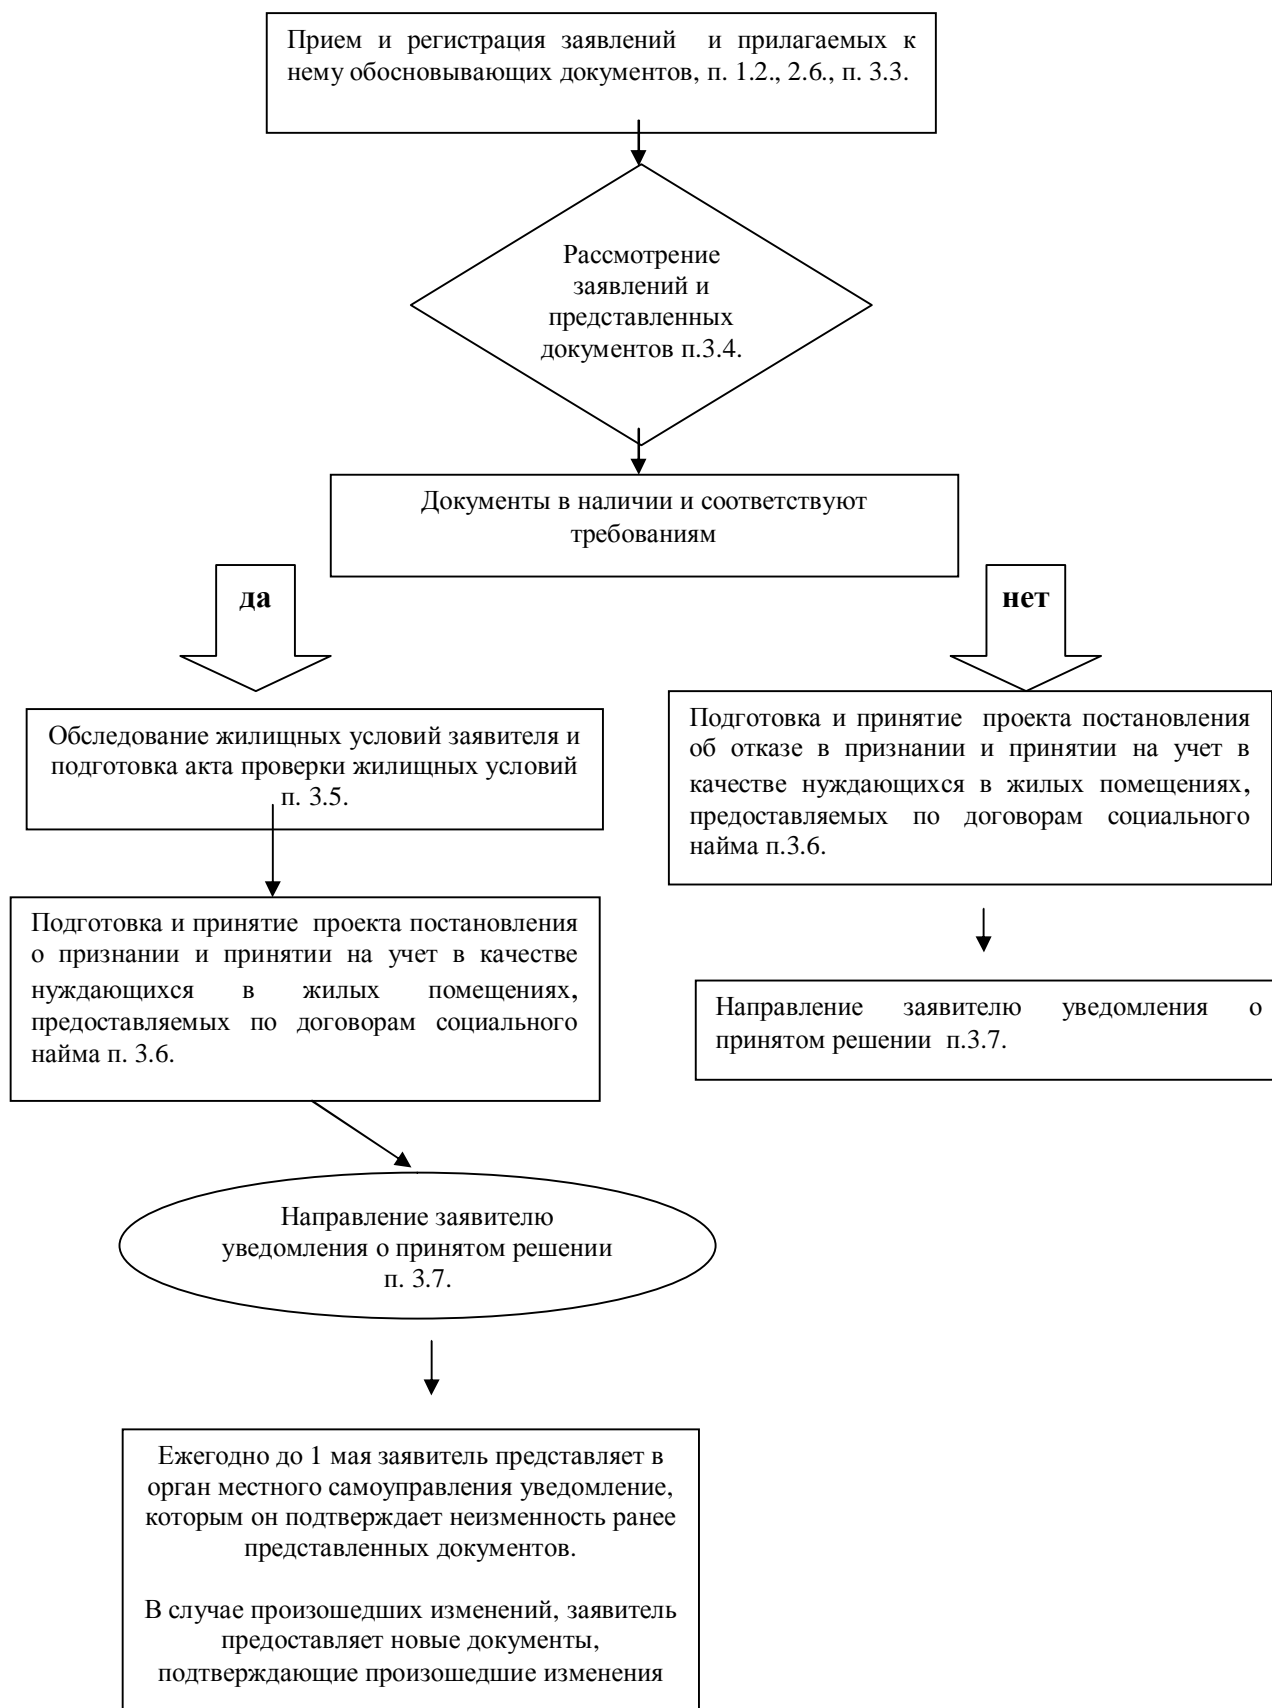 Прием и регистрация заявлений и прилагаемых к
нему обосновывающих документов, п. 1.2., 2.6., п. 3.3.
Рассмотрение
заявлений и
представленных
документов п.3.4.
Документы в наличии и соответствуют
требованиям
да
нет
Обследование жилищных условий заявителя и
подготовка акта проверки жилищных условий
п. 3.5.
Подготовка и принятие проекта постановления
об отказе в признании и принятии на учет в
качестве нуждающихся в жилых помещениях,
предоставляемых по договорам социального
найма п.3.6.
Подготовка и принятие проекта постановления
о признании и принятии на учет в качестве
нуждающихся в жилых помещениях,
предоставляемых по договорам социального
найма п. 3.6.
Направление заявителю уведомления о
принятом решении п.3.7.
Направление заявителю
уведомления о принятом решении
п. 3.7.
Ежегодно до 1 мая заявитель представляет в
орган местного самоуправления уведомление,
которым он подтверждает неизменность ранее
представленных документов.
В случае произошедших изменений, заявитель
предоставляет новые документы,
подтверждающие произошедшие изменения